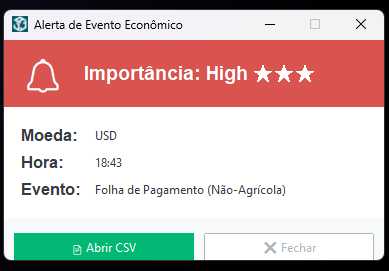 Alerta de Evento Econômico
Importância: High ★★★
Moeda: USD
Hora: 18:43
Evento: Folha de Pagamento (Não-Agrícola)
Abrir CSV
Fechar